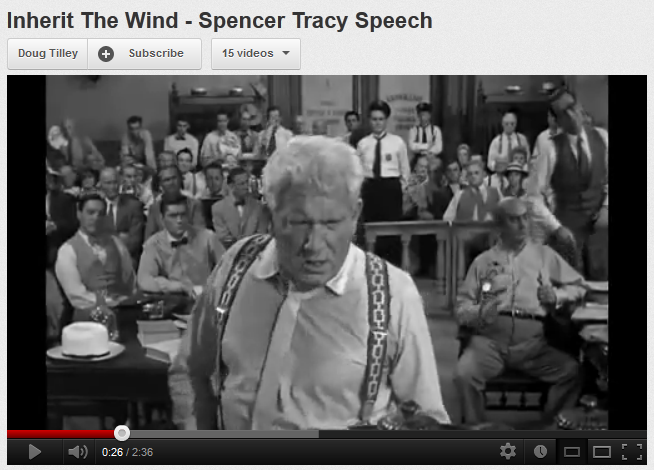 Inherit The Wind - Spencer Tracy Speech
Doug Tilley
Subscribe
15 videos
0:26 / 2:36